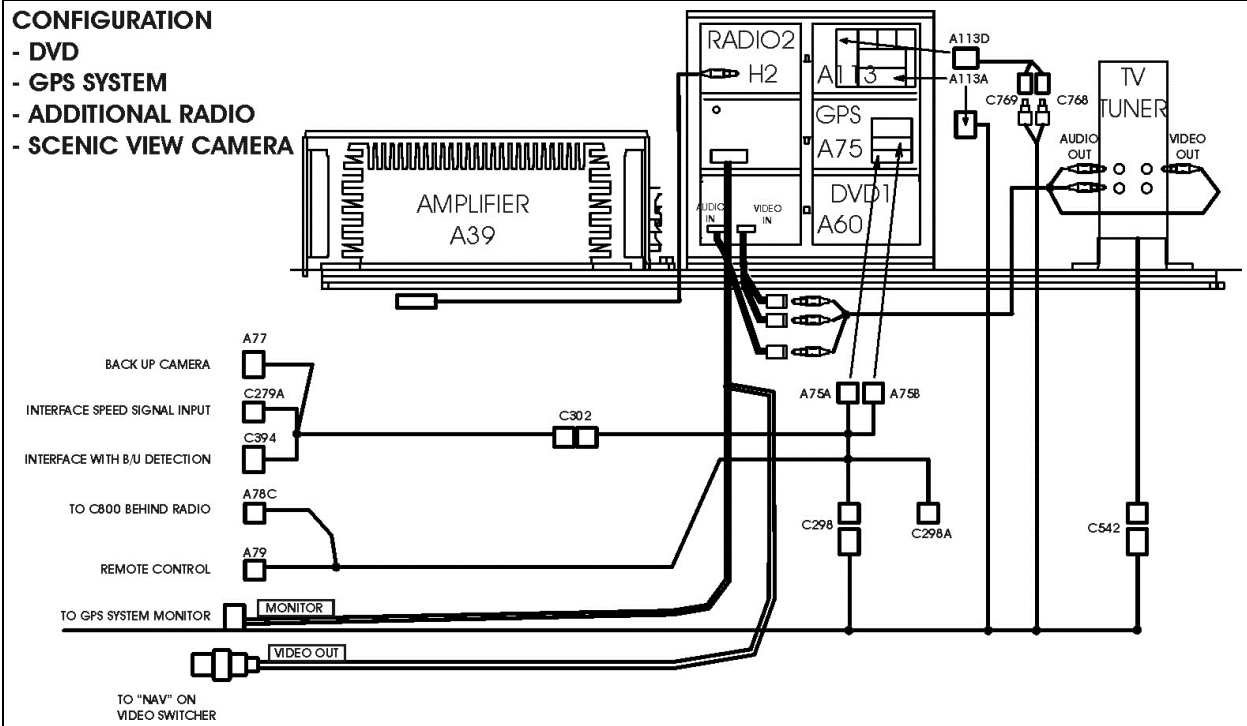 CONFIGURATION
- DVD
- GPS SYSTEM
- ADDITIONAL RADIO
- SCENIC VIEW CAMERA
RADIO2
H2
A113
A113D
A113A
C769
C768
TV
TUNER
AUDIO
OUT
VIDEO
OUT
GPS
A75
AMPLIFIER
A39
AUDIO
IN
VIDEO
IN
DVD1
A60
A77
BACK UP CAMERA
C279A
INTERFACE SPEED SIGNAL INPUT
C394
INTERFACE WITH B/U DETECTION
C302
A75A
A75B
A78C
TO C800 BEHIND RADIO
A79
REMOTE CONTROL
C298
C298A
C542
TO GPS SYSTEM MONITOR
MONITOR
VIDEO OUT
TO "NAV" ON
VIDEO SWITCHER